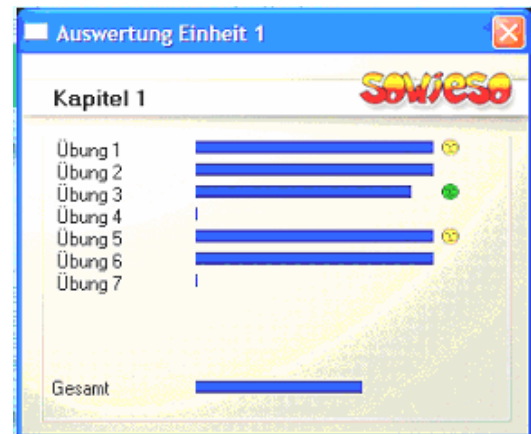 Auswertung Einheit 1
Kapitel 1
sowieso
Übung 1
Übung 2
Übung 3
Übung 4
Übung 5
Übung 6
Übung 7
Gesamt